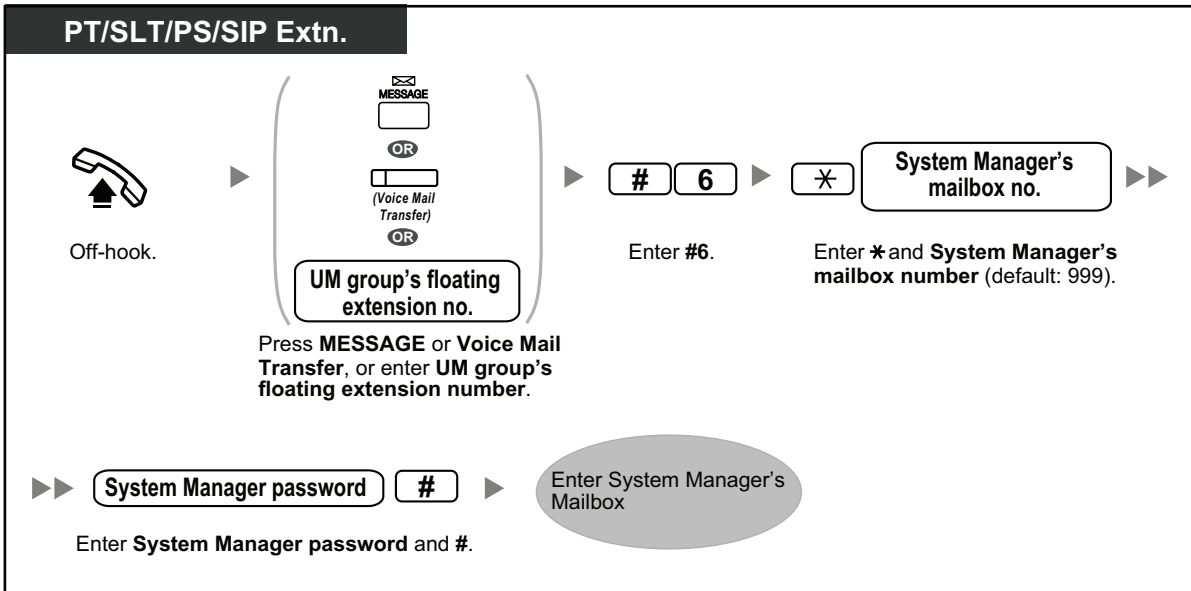 PT/SLT/PS/SIP Extn.
MESSAGE
OR
(Voice Mail
Transfer)
OR
UM group's floating
extension no.
# 6
✳ System Manager's
mailbox no.
Off-hook.
Press MESSAGE or Voice Mail
Transfer, or enter UM group's
floating extension number.
Enter #6.
Enter ✳ and System Manager's
mailbox number (default: 999).
System Manager password #
Enter System Manager password and #.
Enter System Manager's
Mailbox